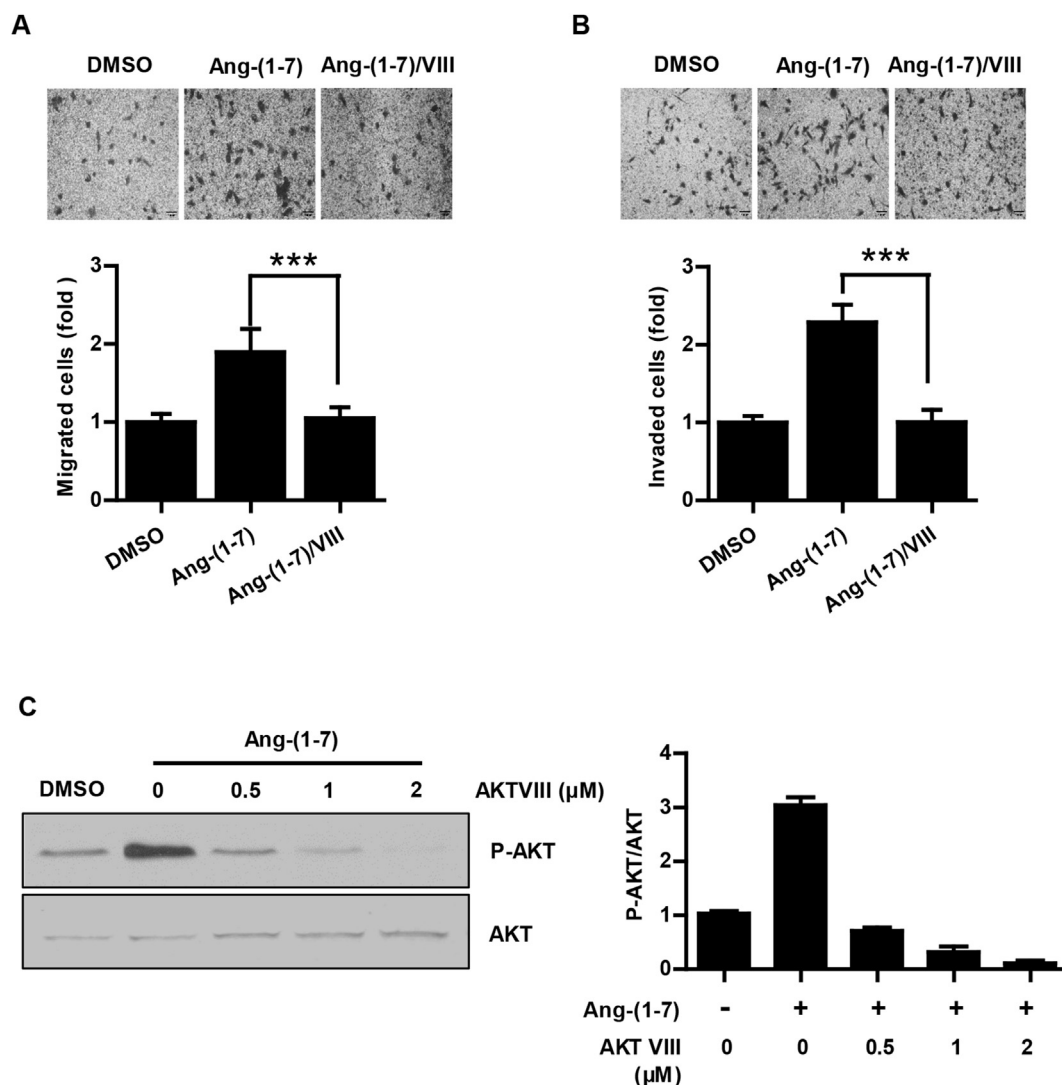 A
DMSO Ang-(1-7) Ang-(1-7)/VIII
***
Migrated cells (fold )
3
2
1
0
DMSO
Ang-(1-7)
Ang-(1-7)/VIII
B
DMSO Ang-(1-7) Ang-(1-7)/VIII
***
Invaded cells (fold)
3
2
1
0
DMSO
Ang-(1-7)
Ang-(1-7)/VIII
C
Ang-(1-7)
DMSO 0 0.5 1 2 AKTVIII (μM)
P-AKT
AKT
P-AKT/AKT
4
3
2
1
0
Ang-(1-7) - + + + +
AKT VIII 0 0 0.5 1 2
(μM)